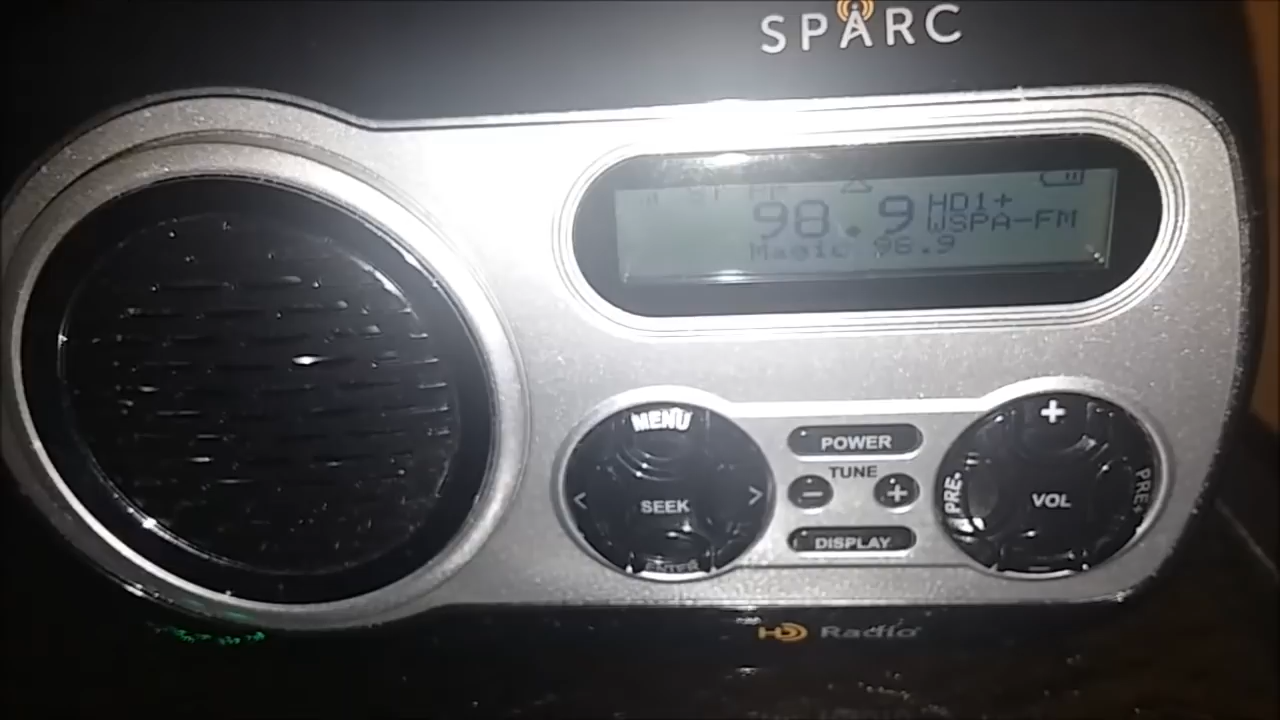 SPARC
ST
98.9
HD1+
WSPA-FM
Magic 98.9
MENU
SEEK
ENTER
POWER
TUNE
DISPLAY
+
PRE-
VOL
PRE+
HD Radio